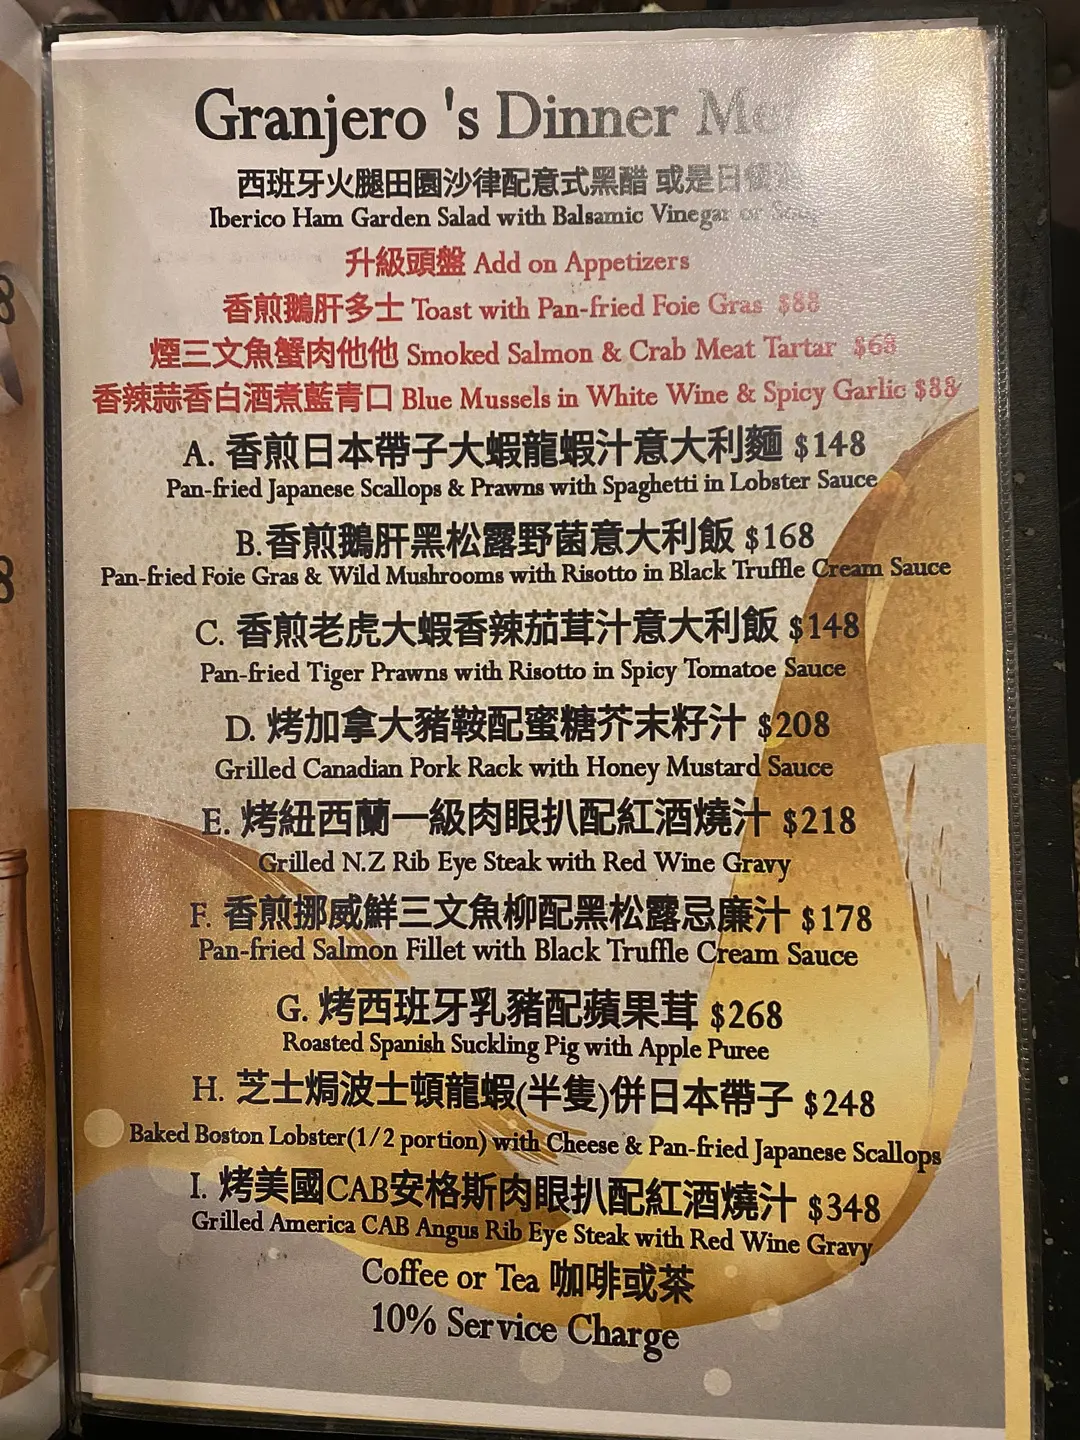 Granjero 's Dinner
西班牙火腿田園沙律配意式黑醋 或是日
Iberico Ham Garden Salad with Balsamic Vinegar or Soup
升級頭盤 Add on Appetizers
香煎鵝肝多士 Toast with Pan-fried Foie Gras $88
煙三文魚蟹肉他他 Smoked Salmon & Crab Meat Tartar $68
香辣蒜香白酒煮藍青口 Blue Mussels in White Wine & Spicy Garlic $88
A. 香煎日本帶子大蝦龍蝦汁意大利麵 $148
Pan-fried Japanese Scallops & Prawns with Spaghetti in Lobster Sauce
B. 香煎鵝肝黑松露野菌意大利飯 $168
Pan-fried Foie Gras & Wild Mushrooms with Risotto in Black Truffle Cream Sauce
C. 香煎老虎大蝦香辣茄茸汁意大利飯 $148
Pan-fried Tiger Prawns with Risotto in Spicy Tomatoe Sauce
D. 烤加拿大豬鞍配蜜糖芥末籽汁 $208
Grilled Canadian Pork Rack with Honey Mustard Sauce
E. 烤紐西蘭一級肉眼扒配紅酒燒汁 $218
Grilled N.Z Rib Eye Steak with Red Wine Gravy
F. 香煎挪威鮮三文魚柳配黑松露忌廉汁 $178
Pan-fried Salmon Fillet with Black Truffle Cream Sauce
G. 烤西班牙乳豬配蘋果茸 $268
Roasted Spanish Suckling Pig with Apple Puree
H. 芝士焗波士頓龍蝦(半隻)併日本帶子 $248
Baked Boston Lobster(1/2 portion) with Cheese & Pan-fried Japanese Scallops
I. 烤美國CAB安格斯肉眼扒配紅酒燒汁 $348
Grilled America CAB Angus Rib Eye Steak with Red Wine Gravy
Coffee or Tea 咖啡或茶
10% Service Charge